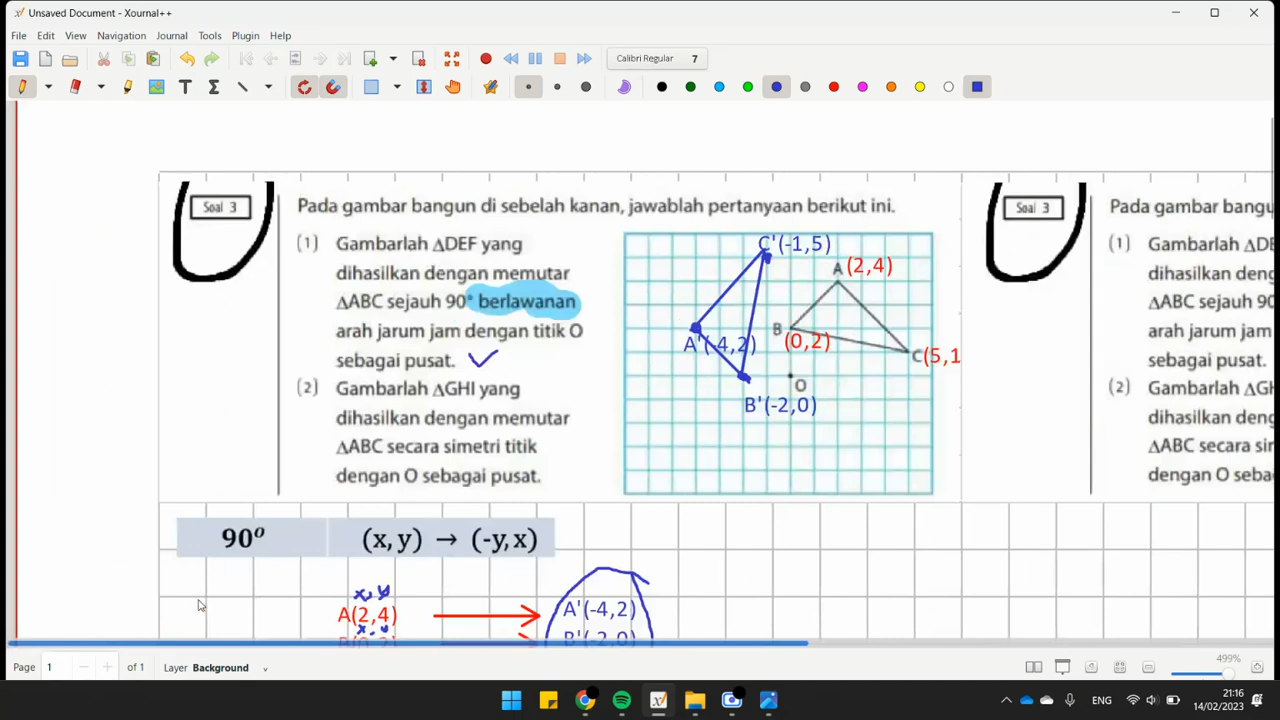 Unsaved Document - Xournal++
File Edit View Navigation Journal Tools Plugin Help
Calibri Regular 7
Soal 3
Pada gambar bangun di sebelah kanan, jawablah pertanyaan berikut ini.
(1) Gambarlah ΔDEF yang
dihasilkan dengan memutar
ΔABC sejauh 90° berlawanan
arah jarum jam dengan titik O
sebagai pusat.
(2) Gambarlah ΔGHI yang
dihasilkan dengan memutar
ΔABC secara simetri titik
dengan O sebagai pusat.
C'(-1,5)
A (2,4)
B (0,2)
A'(-4,2)
C(5,1
O
B'(-2,0)
Soal 3
Pada gambar bangu
(1) Gambarlah ΔDE
dihasilkan deng
ΔABC sejauh 90
arah jarum jam
sebagai pusat.
(2) Gambarlah ΔGH
dihasilkan deng
ΔABC secara sin
dengan O sebag
90° (x,y) → (-y,x)
x, y
A(2,4) A'(-4,2)
x, y
B'(-2,0)
Page 1 of 1 Layer Background 499%
ENG 21:16
14/02/2023